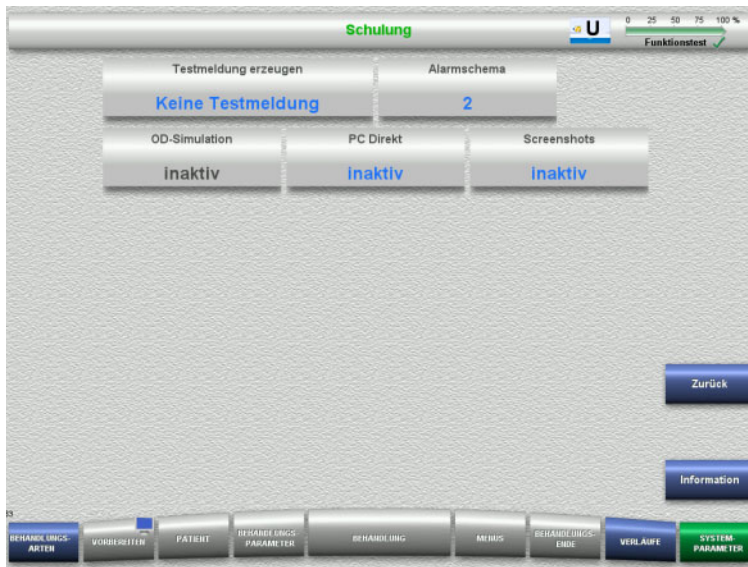 Schulung
U
0 25 50 75 100 %
Funktionstest
Testmeldung erzeugen
Alarmschema
Keine Testmeldung
2
OD-Simulation
PC Direkt
Screenshots
inaktiv
inaktiv
inaktiv
Zurück
Information
BEHANDLUNGS-
ARTEN
VORBEREITEN
PATIENT
BEHANDLUNGS-
PARAMETER
BEHANDLUNG
MENÜS
BEHANDLUNGS-
ENDE
VERLÄUFE
SYSTEM-
PARAMETER